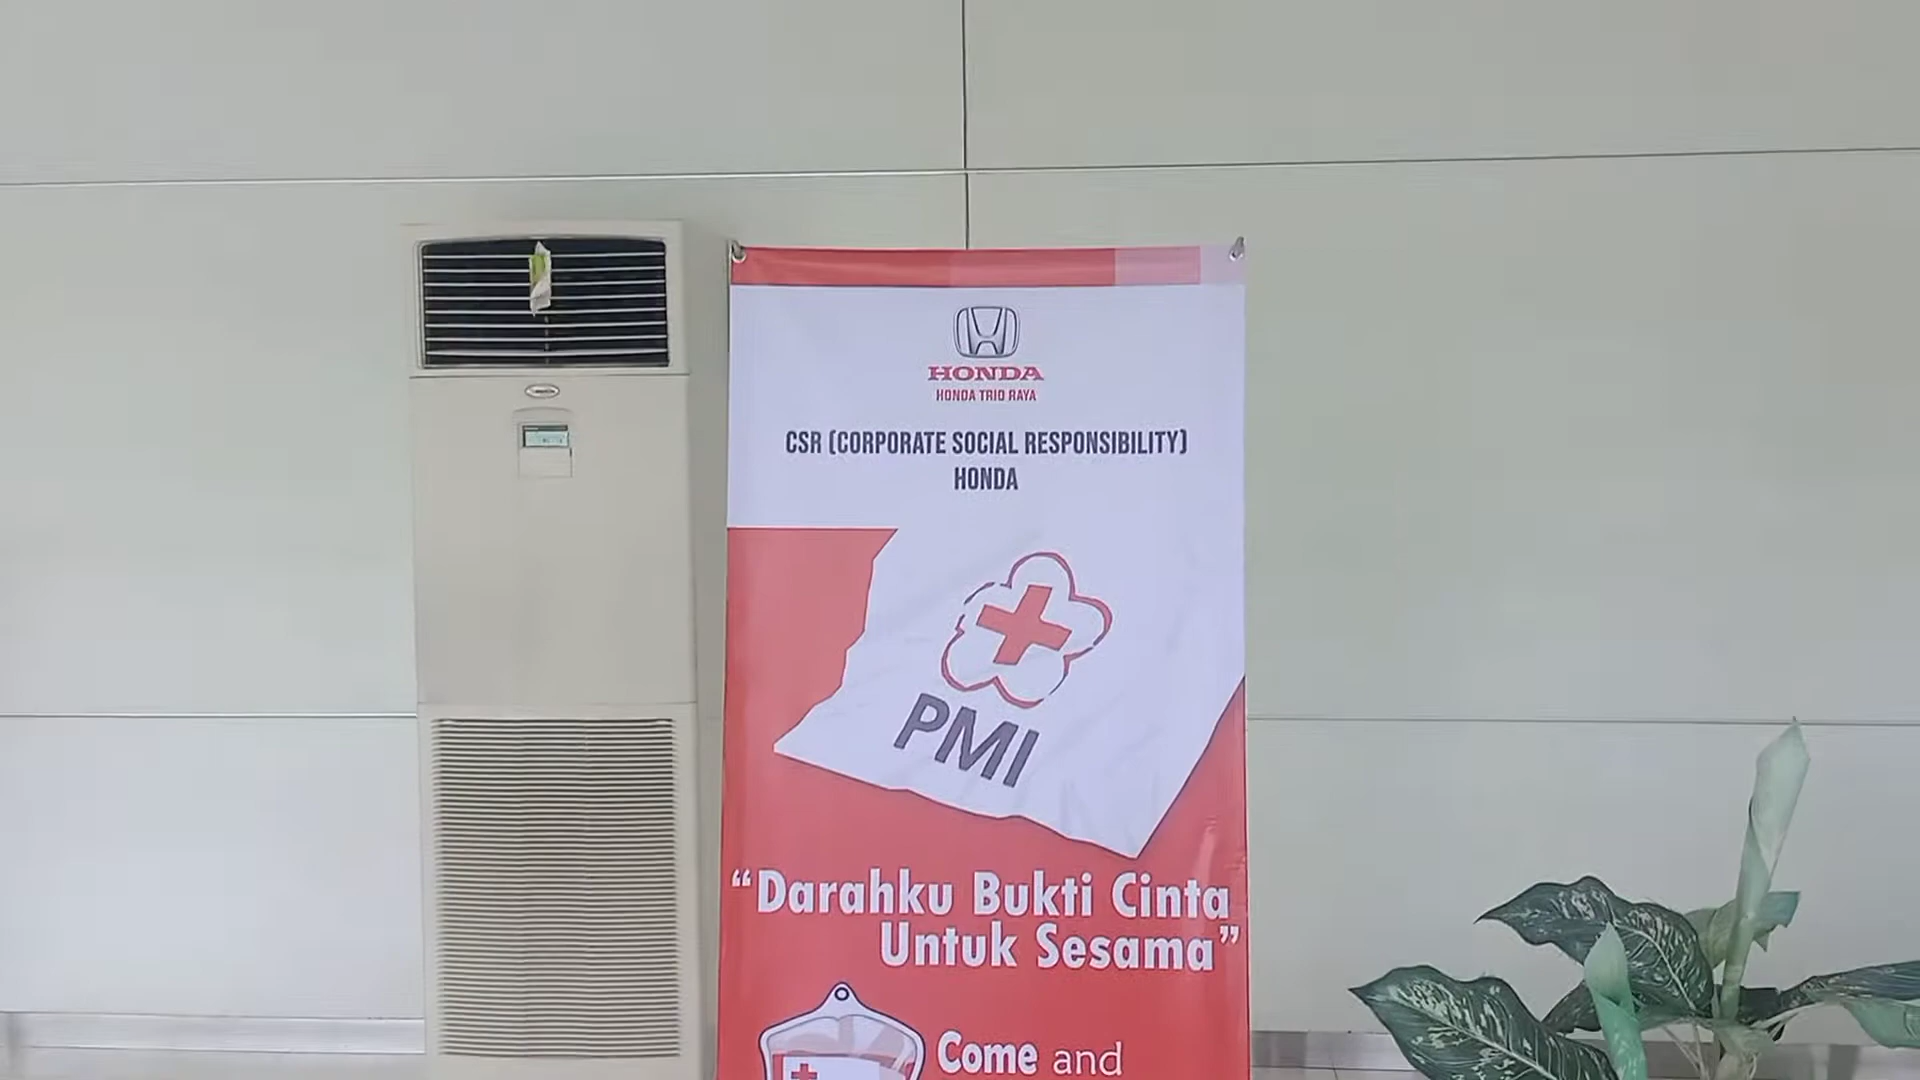 HONDA
HONDA TRIO RAYA
CSR (CORPORATE SOCIAL RESPONSIBILITY)
HONDA
PMI
“Darahku Bukti Cinta
Untuk Sesama”
Come and